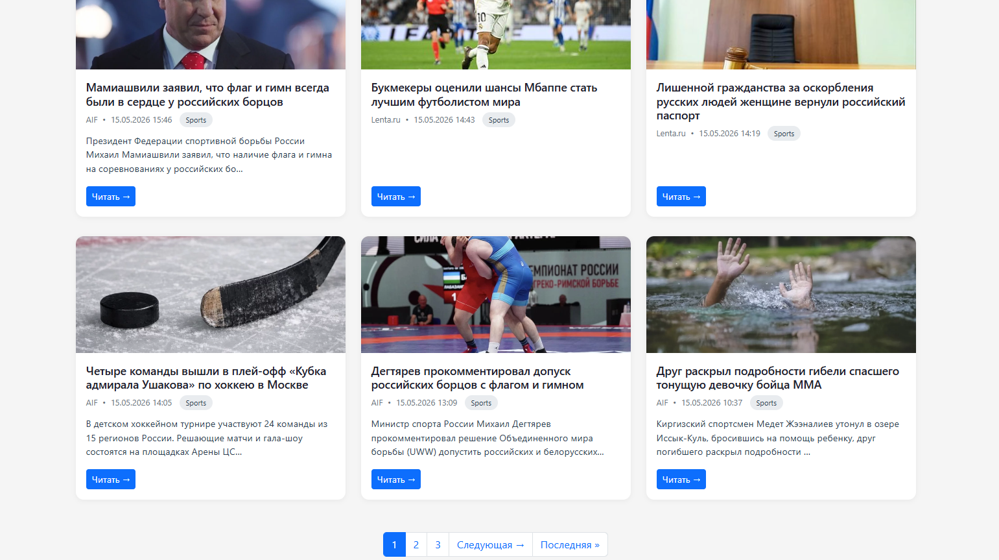 10
Мамиашвили заявил, что флаг и гимн всегда
были в сердце у российских борцов
AIF • 15.05.2026 15:46 Sports
Президент Федерации спортивной борьбы России
Михаил Мамиашвили заявил, что наличие флага и гимна
на соревнованиях у российских бо...
Читать →
Букмекеры оценили шансы Мбаппе стать
лучшим футболистом мира
Lenta.ru • 15.05.2026 14:43 Sports
Читать →
Лишенной гражданства за оскорбления
русских людей женщине вернули российский
паспорт
Lenta.ru • 15.05.2026 14:19 Sports
Читать →
ЕМПИОНАТ РОССИИ
ГРЕКО-РИМСКОЙ БОРЬБЕ
Четыре команды вышли в плей-офф «Кубка
адмирала Ушакова» по хоккею в Москве
AIF • 15.05.2026 14:05 Sports
В детском хоккейном турнире участвуют 24 команды из
15 регионов России. Решающие матчи и гала-шоу
состоятся на площадках Арены ЦС...
Читать →
Дегтярев прокомментировал допуск
российских борцов с флагом и гимном
AIF • 15.05.2026 13:09 Sports
Министр спорта России Михаил Дегтярев
прокомментировал решение Объединенного мира
борьбы (UWW) допустить российских и белорусских...
Читать →
Друг раскрыл подробности гибели спасшего
тонущую девочку бойца ММА
AIF • 15.05.2026 10:37 Sports
Киргизский спортсмен Медет Жээналиев утонул в озере
Иссык-Куль, бросившись на помощь ребенку, друг
погибшего раскрыл подробности ...
Читать →
1 2 3 Следующая → Последняя »